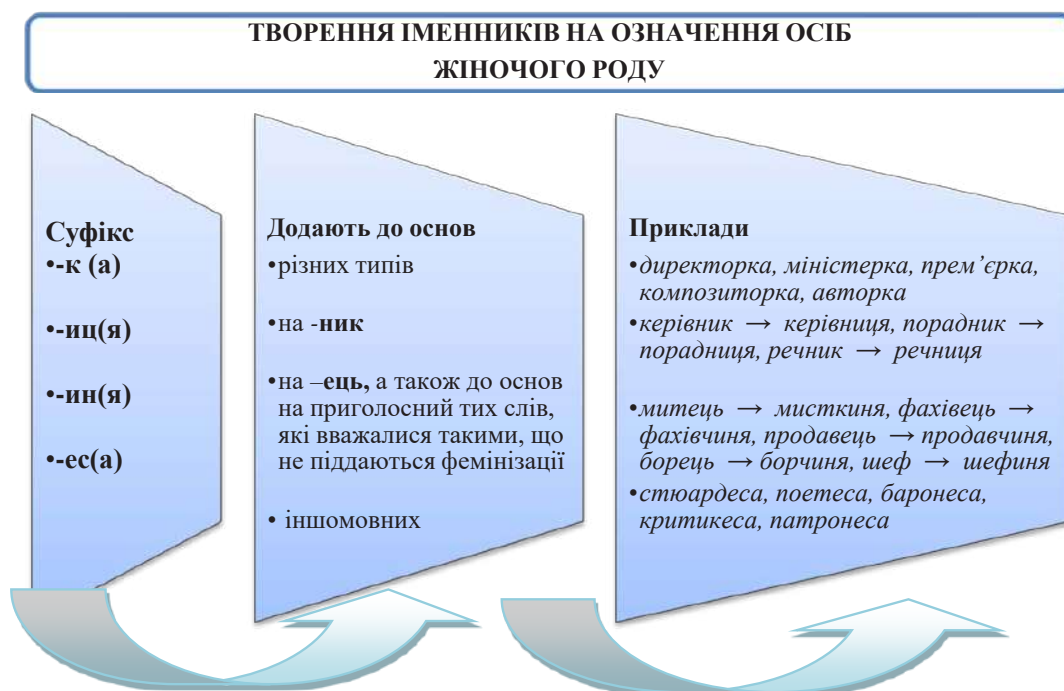 ТВОРЕННЯ ІМЕННИКІВ НА ОЗНАЧЕННЯ ОСІБ
ЖІНОЧОГО РОДУ
Суфікс
•-к (а)
•-иц(я)
•-ин(я)
•-ес(а)
Додають до основ
•різних типів
•на -ник
•на –ець, а також до основ
на приголосний тих слів,
які вважалися такими, що
не піддаються фемінізації
• іншомовних
Приклади
•директорка, міністерка, прем’єрка,
композиторка, авторка
•керівник → керівниця, порадник →
порадниця, речник → речниця
•митець → мисткиня, фахівець →
фахівчиня, продавець → продавчиня,
борець → борчиня, шеф → шефиня
•стюардеса, поетеса, баронеса,
критикеса, патронеса